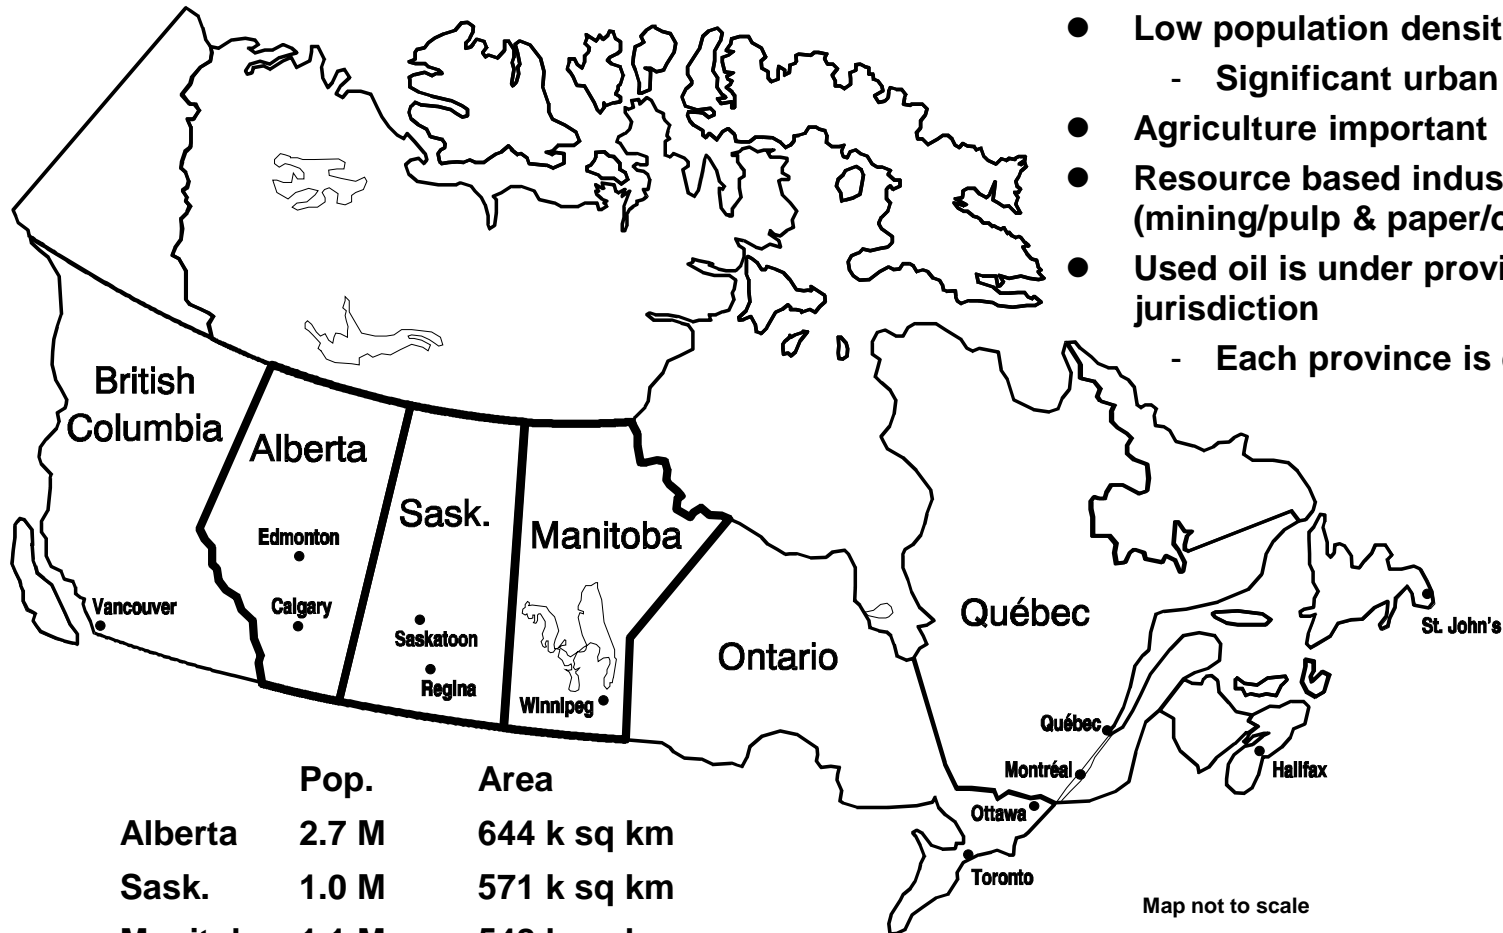 ● Low population densit
- Significant urban
● Agriculture important
● Resource based indus
(mining/pulp & paper/o
● Used oil is under provi
jurisdiction
- Each province is
British
Columbia
Alberta
Sask.
Manitoba
Edmonton
Calgary
Vancouver
Saskatoon
Regina
Winnipeg
Ontario
Québec
St. John's
Québec
Montréal
Halifax
Ottawa
Toronto
Pop. Area
Alberta 2.7 M 644 k sq km
Sask. 1.0 M 571 k sq km
Map not to scale